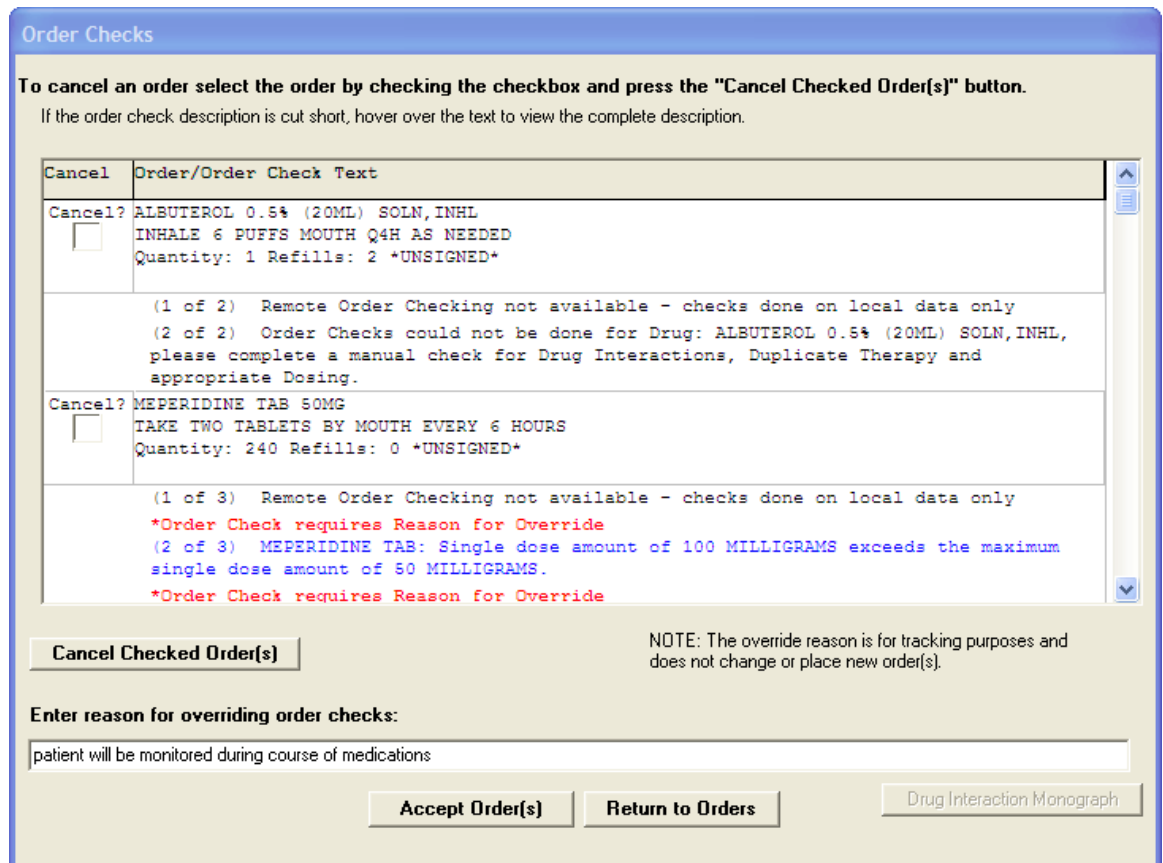 Order Checks
To cancel an order select the order by checking the checkbox and press the "Cancel Checked Order(s)" button.
If the order check description is cut short, hover over the text to view the complete description.
Cancel Order/Order Check Text
Cancel? ALBUTEROL 0.5% (20ML) SOLN,INHL
INHALE 6 PUFFS MOUTH Q4H AS NEEDED
Quantity: 1 Refills: 2 *UNSIGNED*
(1 of 2) Remote Order Checking not available - checks done on local data only
(2 of 2) Order Checks could not be done for Drug: ALBUTEROL 0.5% (20ML) SOLN,INHL,
please complete a manual check for Drug Interactions, Duplicate Therapy and
appropriate Dosing.
Cancel? MEPERIDINE TAB 50MG
TAKE TWO TABLETS BY MOUTH EVERY 6 HOURS
Quantity: 240 Refills: 0 *UNSIGNED*
(1 of 3) Remote Order Checking not available - checks done on local data only
*Order Check requires Reason for Override
(2 of 3) MEPERIDINE TAB: Single dose amount of 100 MILLIGRAMS exceeds the maximum
single dose amount of 50 MILLIGRAMS.
*Order Check requires Reason for Override
Cancel Checked Order(s)
NOTE: The override reason is for tracking purposes and
does not change or place new order(s).
Enter reason for overriding order checks:
patient will be monitored during course of medications
Accept Order(s)
Return to Orders
Drug Interaction Monograph